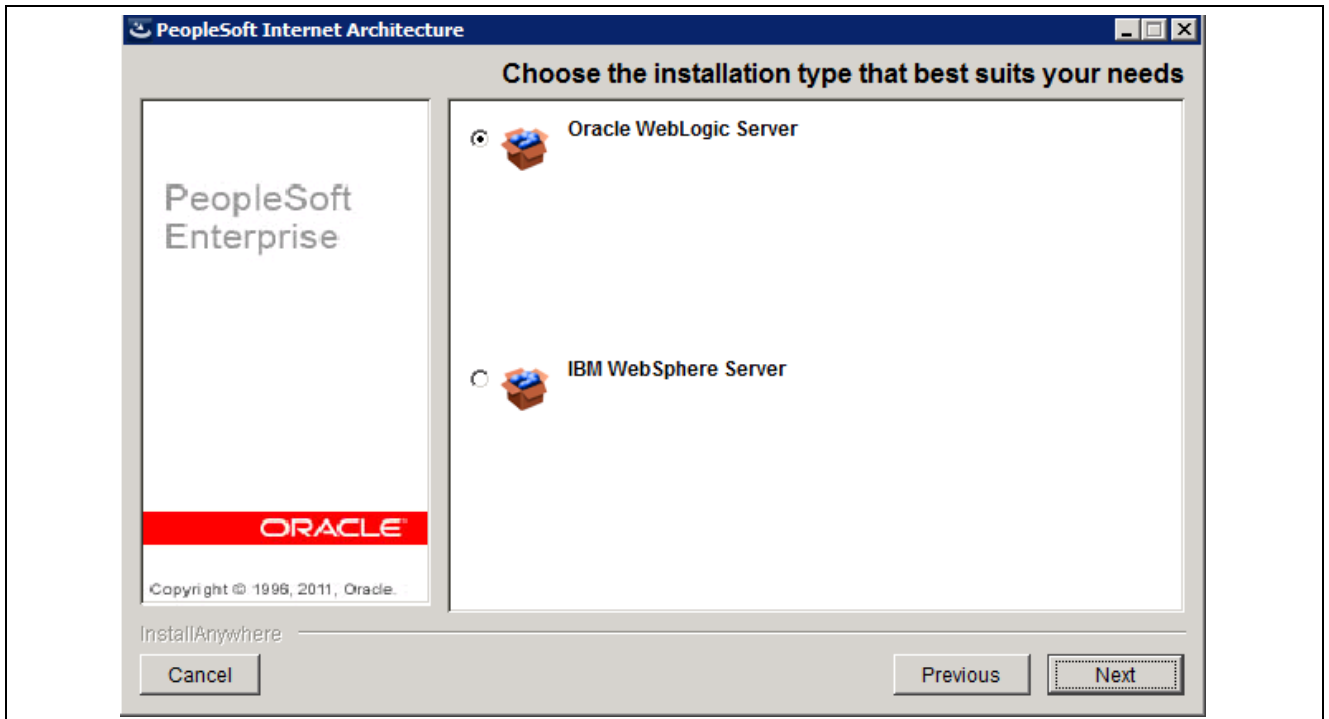 PeopleSoft Internet Architecture
Choose the installation type that best suits your needs
PeopleSoft
Enterprise
ORACLE
Copyright © 1996, 2011, Oracle.
Oracle WebLogic Server
IBM WebSphere Server
InstallAnywhere
Cancel
Previous
Next